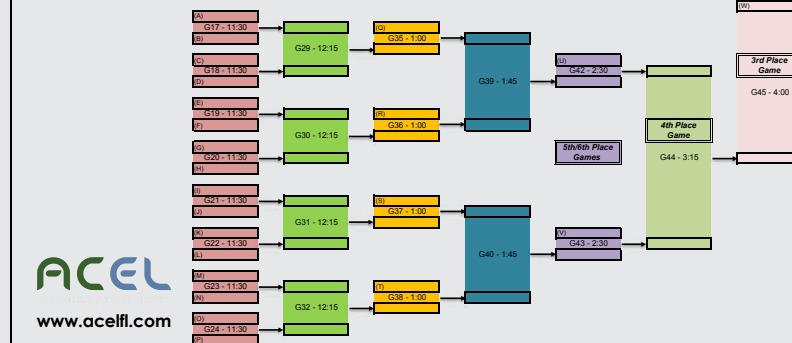 (W)
(A)
G17 - 11:30
(B)
G29 - 12:15
(Q)
G35 - 1:00
(C)
G18 - 11:30
(D)
G39 - 1:45
(U)
G42 - 2:30
3rd Place
Game
G45 - 4:00
(E)
G19 - 11:30
(F)
G30 - 12:15
(R)
G36 - 1:00
4th Place
Game
(G)
G20 - 11:30
(H)
5th/6th Place
Games
G44 - 3:15
(I)
G21 - 11:30
(J)
G31 - 12:15
(S)
G37 - 1:00
(K)
G22 - 11:30
(L)
G40 - 1:45
(V)
G43 - 2:30
(M)
G23 - 11:30
(N)
G32 - 12:15
(T)
G38 - 1:00
(O)
G24 - 11:30
(P)
ACEL
www.acelfl.com